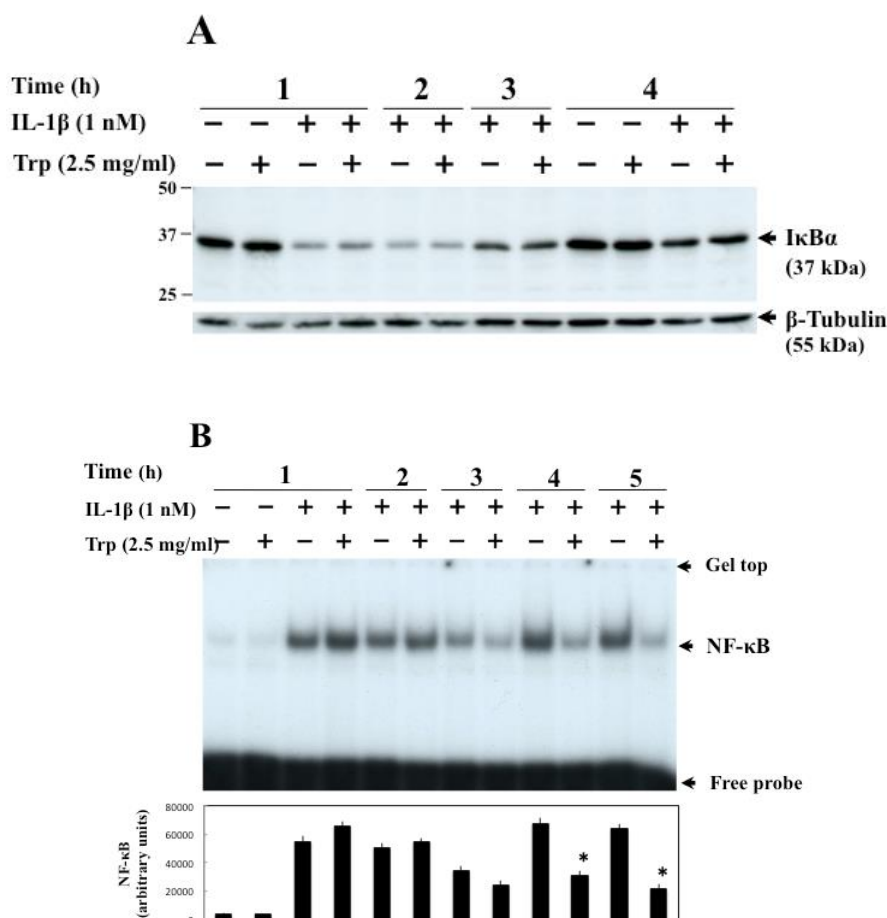 A
Time (h) 1 2 3 4
IL-1β (1 nM) − − + + + + + + − − + +
Trp (2.5 mg/ml) − + − + − + − + − + − +
50
37
IκBα
(37 kDa)
25
β-Tubulin
(55 kDa)
B
Time (h) 1 2 3 4 5
IL-1β (1 nM) − − + + + + + + + + + +
Trp (2.5 mg/ml) − + − + − + − + − + − +
Gel top
NF-κB
Free probe
NF-κB
(arbitrary units)
80000
60000
40000
20000
* *